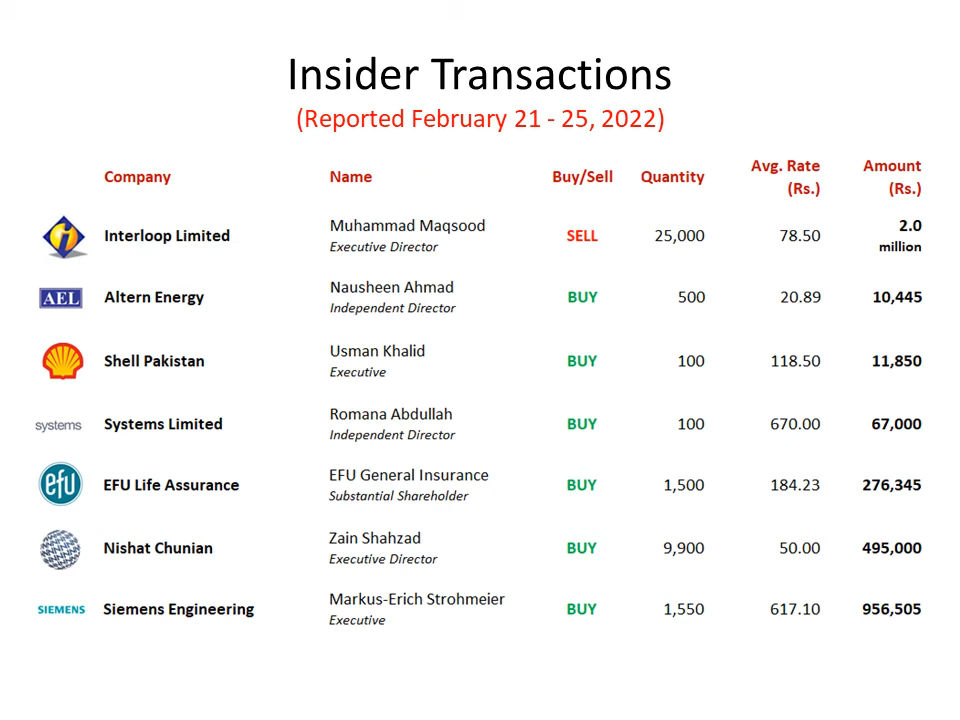 Insider Transactions
(Reported February 21 - 25, 2022)
Company Name Buy/Sell Quantity Avg. Rate (Rs.) Amount (Rs.)
i Interloop Limited Muhammad Maqsood SELL 25,000 78.50 2.0 million
Executive Director
AEL Altern Energy Nausheen Ahmad BUY 500 20.89 10,445
Independent Director
Shell Pakistan Usman Khalid BUY 100 118.50 11,850
Executive
systems Systems Limited Romana Abdullah BUY 100 670.00 67,000
Independent Director
efu EFU Life Assurance EFU General Insurance BUY 1,500 184.23 276,345
Substantial Shareholder
Nishat Chunian Zain Shahzad BUY 9,900 50.00 495,000
Executive Director
SIEMENS Siemens Engineering Markus-Erich Strohmeier BUY 1,550 617.10 956,505
Executive